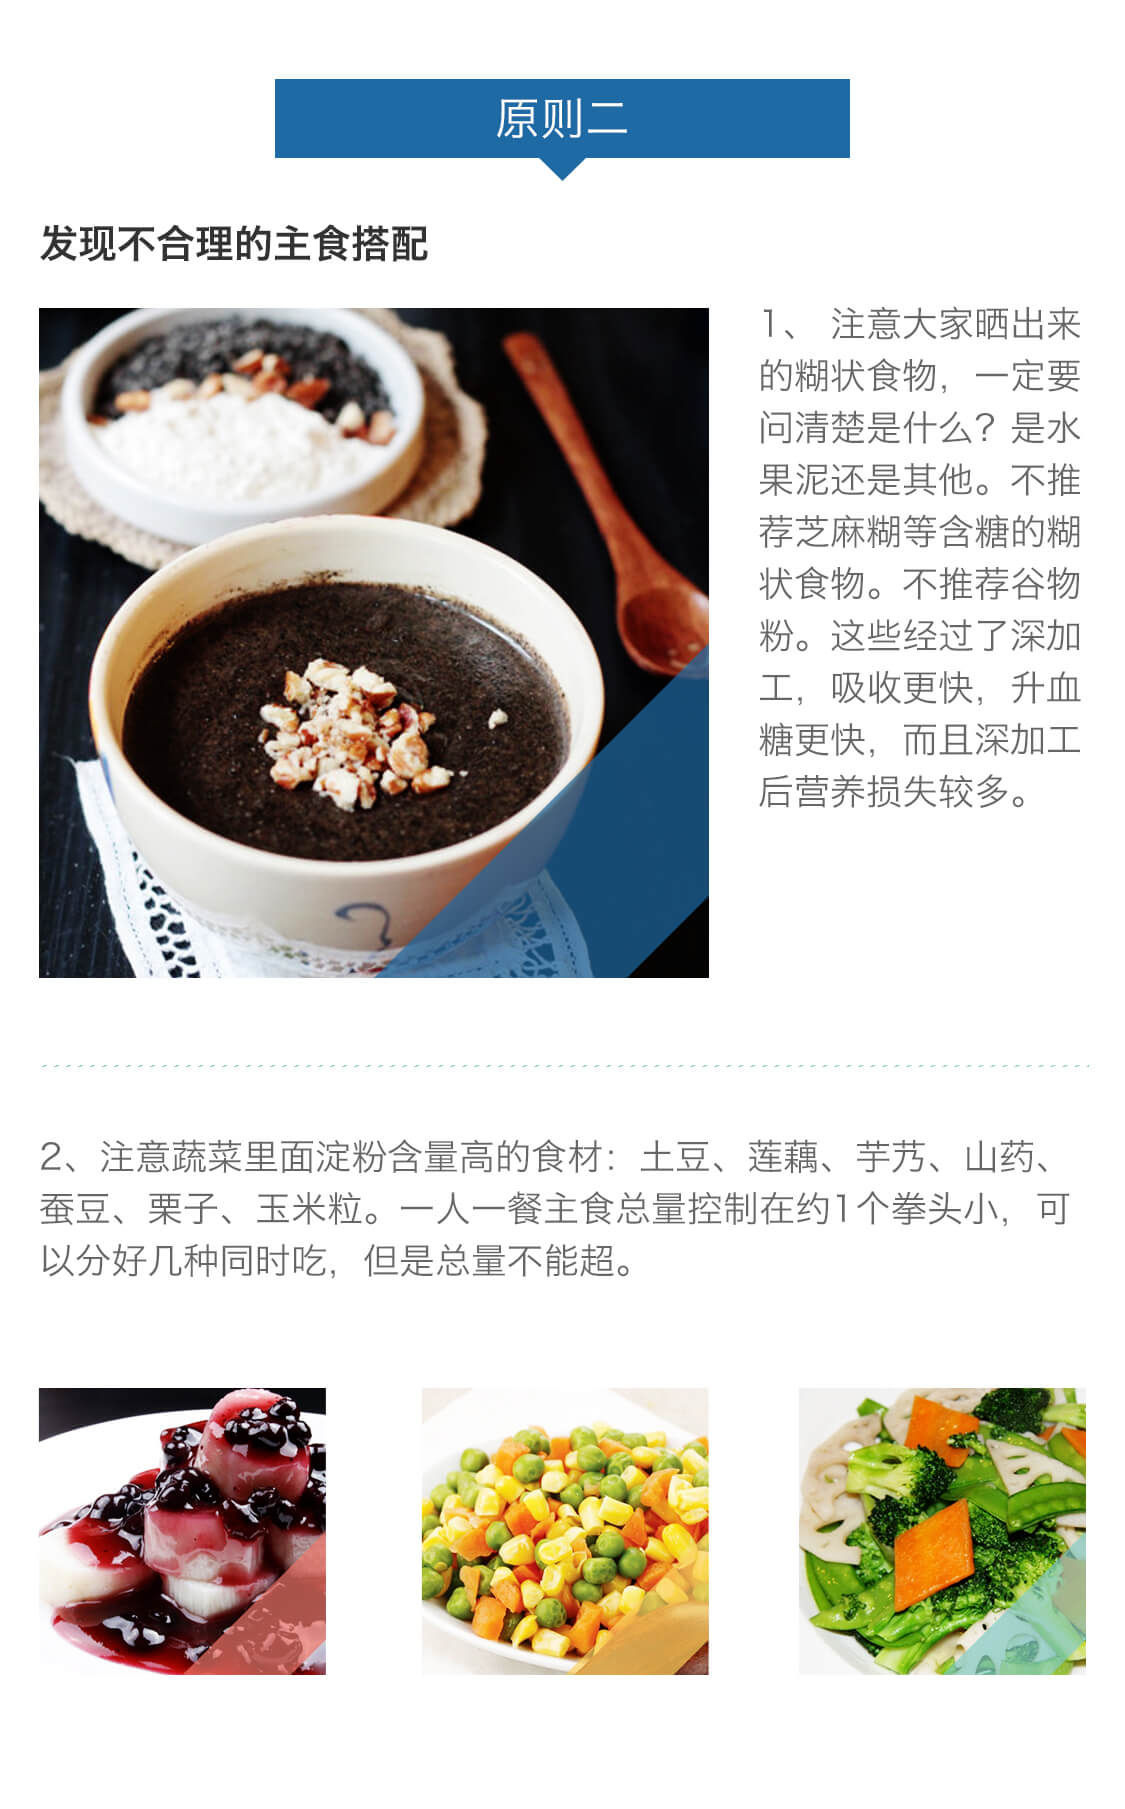 原则二
发现不合理的主食搭配
1、 注意大家晒出来
的糊状食物，一定要
问清楚是什么？是水
果泥还是其他。不推
荐芝麻糊等含糖的糊
状食物。不推荐谷物
粉。这些经过了深加
工，吸收更快，升血
糖更快，而且深加工
后营养损失较多。
2、注意蔬菜里面淀粉含量高的食材：土豆、莲藕、芋艿、山药、
蚕豆、栗子、玉米粒。一人一餐主食总量控制在约1个拳头小，可
以分好几种同时吃，但是总量不能超。